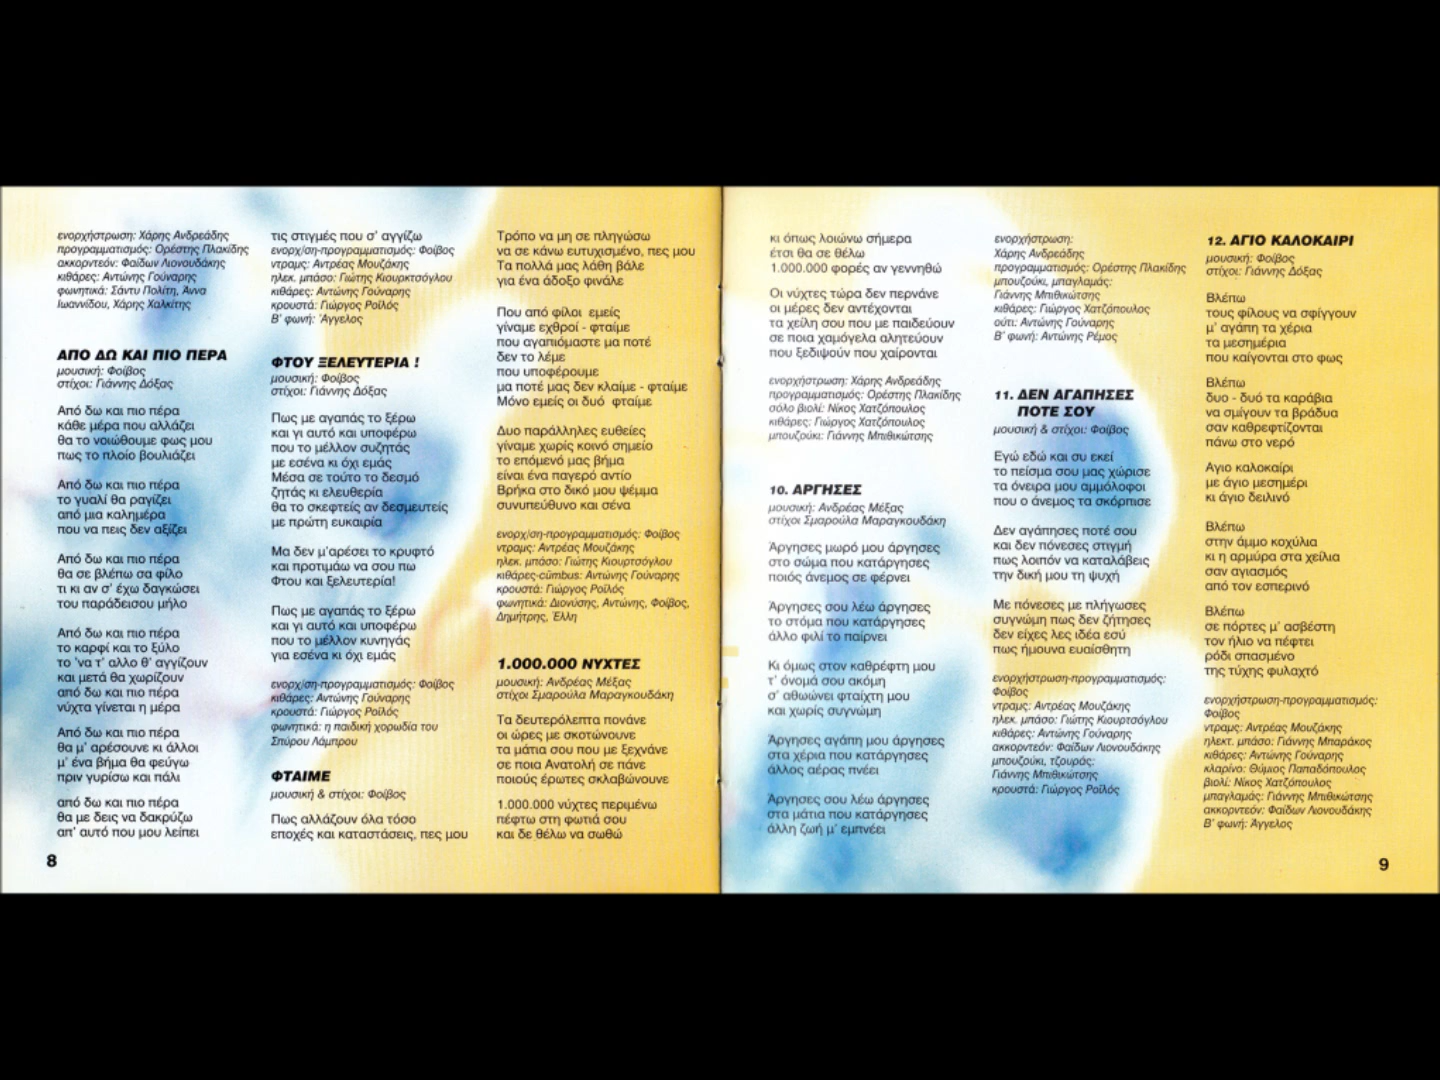 ενορχήστρωση: Χάρης Ανδρεάδης
προγραμματισμός: Ορέστης Πλακίδης
ακκορντεόν: Φαίδων Λιονουδάκης
κιθάρες: Αντώνης Γούναρης
φωνητικά: Σάντυ Πολίτη, Άννα
Ιωαννίδου, Χάρης Χαλκίτης
ΑΠΟ ΔΩ ΚΑΙ ΠΙΟ ΠΕΡΑ
μουσική: Φοίβος
στίχοι: Γιάννης Δόξας
Από δω και πιο πέρα
κάθε μέρα που αλλάζει
θα το νοιώθουμε φως μου
πως το πλοίο βουλιάζει
Από δω και πιο πέρα
το γυαλί θα ραγίζει
από μια καλημέρα
που να πεις δεν αξίζει
Από δω και πιο πέρα
θα σε βλέπω σα φίλο
τι κι αν σ' έχω δαγκώσει
του παράδεισου μήλο
Από δω και πιο πέρα
το καρφί και το ξύλο
το 'να τ' αλλο θ' αγγίζουν
και μετά θα χωρίζουν
από δω και πιο πέρα
νύχτα γίνεται η μέρα
Από δω και πιο πέρα
θα μ' αρέσουνε κι άλλοι
μ' ένα βήμα θα φεύγω
πριν γυρίσω και πάλι
από δω και πιο πέρα
θα με δεις να δακρύζω
απ' αυτό που μου λείπει
8
τις στιγμές που σ' αγγίζω
ενορχ/ση-προγραμματισμός: Φοίβος
ντραμς: Αντρέας Μουζάκης
ηλεκ. μπάσο: Γιώτης Κιουρκτσόγλου
κιθάρες: Αντώνης Γούναρης
κρουστά: Γιώργος Ροϊλός
Β' φωνή: 'Αγγελος
ΦΤΟΥ ΞΕΛΕΥΤΕΡΙΑ !
μουσική: Φοίβος
στίχοι: Γιάννης Δόξας
Πως με αγαπάς το ξέρω
και γι αυτό και υποφέρω
που το μέλλον συζητάς
με εσένα κι όχι εμάς
Μέσα σε τούτο το δεσμό
ζητάς κι ελευθερία
θα το σκεφτείς αν δεσμευτείς
με πρώτη ευκαιρία
Μα δεν μ'αρέσει το κρυφτό
και προτιμάω να σου πω
Φτου και ξελευτερία!
Πως με αγαπάς το ξέρω
και γι αυτό και υποφέρω
που το μέλλον κυνηγάς
για εσένα κι όχι εμάς
ενορχ/ση-προγραμματισμός: Φοίβος
κιθάρες: Αντώνης Γούναρης
κρουστά: Γιώργος Ροϊλός
φωνητικά: η παιδική χορωδία του
Σπύρου Λάμπρου
ΦΤΑΙΜΕ
μουσική & στίχοι: Φοίβος
Πως αλλάζουν όλα τόσο
εποχές και καταστάσεις, πες μου
Τρόπο να μη σε πληγώσω
να σε κάνω ευτυχισμένο, πες μου
Τα πολλά μας λάθη βάλε
για ένα άδοξο φινάλε
Που από φίλοι εμείς
γίναμε εχθροί - φταίμε
που αγαπιόμαστε μα ποτέ
δεν το λέμε
που υποφέρουμε
μα ποτέ μας δεν κλαίμε - φταίμε
Μόνο εμείς οι δυό φταίμε
Δυο παράλληλες ευθείες
γίναμε χωρίς κοινό σημείο
το επόμενό μας βήμα
είναι ένα παγερό αντίο
Βρήκα στο δικό μου ψέμμα
συνυπεύθυνο και σένα
ενορχ/ση-προγραμματισμός: Φοίβος
ντραμς: Αντρέας Μουζάκης
ηλεκ. μπάσο: Γιώτης Κιουρτσόγλου
κιθάρες-cümbus: Αντώνης Γούναρης
κρουστά: Γιώργος Ροϊλός
φωνητικά: Διονύσης, Αντώνης, Φοίβος,
Δημήτρης, Έλλη
1.000.000 ΝΥΧΤΕΣ
μουσική: Ανδρέας Μέξας
στίχοι Σμαρούλα Μαραγκουδάκη
Τα δευτερόλεπτα πονάνε
οι ώρες με σκοτώνουνε
τα μάτια σου που με ξεχνάνε
σε ποια Ανατολή σε πάνε
ποιούς έρωτες σκλαβώνουνε
1.000.000 νύχτες περιμένω
πέφτω στη φωτιά σου
και δε θέλω να σωθώ
κι όπως λοιώνω σήμερα
έτσι θα σε θέλω
1.000.000 φορές αν γεννηθώ
Οι νύχτες τώρα δεν περνάνε
οι μέρες δεν αντέχονται
τα χείλη σου που με παιδεύουν
σε ποια χαμόγελα αλητεύουν
που ξεδιψούν που χαίρονται
ενορχήστρωση: Χάρης Ανδρεάδης
προγραμματισμός: Ορέστης Πλακίδης
σόλο βιολί: Νίκος Χατζόπουλος
κιθάρες: Γιώργος Χατζόπουλος
μπουζούκι: Γιάννης Μπιθικώτσης
10. ΑΡΓΗΣΕΣ
μουσική: Ανδρέας Μέξας
στίχοι Σμαρούλα Μαραγκουδάκη
Άργησες μωρό μου άργησες
στο σώμα που κατάργησες
ποιός άνεμος σε φέρνει
Άργησες σου λέω άργησες
το στόμα που κατάργησες
άλλο φιλί το παίρνει
Κι όμως στον καθρέφτη μου
τ' όνομά σου ακόμη
σ' αθωώνει φταίχτη μου
και χωρίς συγνώμη
Άργησες αγάπη μου άργησες
στα χέρια που κατάργησες
άλλος αέρας πνέει
Άργησες σου λέω άργησες
στα μάτια που κατάργησες
άλλη ζωή μ' εμπνέει
ενορχήστρωση:
Χάρης Ανδρεάδης
προγραμματισμός: Ορέστης Πλακίδης
μπουζούκι, μπαγλαμάς:
Γιάννης Μπιθικώτσης
κιθάρες: Γιώργος Χατζόπουλος
ούτι: Αντώνης Γούναρης
Β' φωνή: Αντώνης Ρέμος
11. ΔΕΝ ΑΓΑΠΗΣΕΣ
ΠΟΤΕ ΣΟΥ
μουσική & στίχοι: Φοίβος
Εγώ εδώ και συ εκεί
το πείσμα σου μας χώρισε
τα όνειρα μου αμμόλοφοι
που ο άνεμος τα σκόρπισε
Δεν αγάπησες ποτέ σου
και δεν πόνεσες στιγμή
πως λοιπόν να καταλάβεις
την δική μου τη ψυχή
Με πόνεσες με πλήγωσες
συγνώμη πως δεν ζήτησες
δεν είχες λες ιδέα εσύ
πως ήμουνα ευαίσθητη
ενορχήστρωση-προγραμματισμός:
Φοίβος
ντραμς: Αντρέας Μουζάκης
ηλεκ. μπάσο: Γιώτης Κιουρτσόγλου
κιθάρες: Αντώνης Γούναρης
ακκορντεόν: Φαίδων Λιονουδάκης
μπουζούκι, τζουράς:
Γιάννης Μπιθικώτσης
κρουστά: Γιώργος Ροϊλός
12. ΑΓΙΟ ΚΑΛΟΚΑΙΡΙ
μουσική: Φοίβος
στίχοι: Γιάννης Δόξας
Βλέπω
τους φίλους να σφίγγουν
μ' αγάπη τα χέρια
τα μεσημέρια
που καίγονται στο φως
Βλέπω
δυο - δυό τα καράβια
να σμίγουν τα βράδυα
σαν καθρεφτίζονται
πάνω στο νερό
Αγιο καλοκαίρι
με άγιο μεσημέρι
κι άγιο δειλινό
Βλέπω
στην άμμο κοχύλια
κι η αρμύρα στα χείλια
σαν αγιασμός
από τον εσπερινό
Βλέπω
σε πόρτες μ' ασβέστη
τον ήλιο να πέφτει
ρόδι σπασμένο
της τύχης φυλαχτό
ενορχήστρωση-προγραμματισμός:
Φοίβος
ντραμς: Αντρέας Μουζάκης
ηλεκτ. μπάσο: Γιάννης Μπαράκος
κιθάρες: Αντώνης Γούναρης
κλαρίνο: Θύμιος Παπαδόπουλος
βιολί: Νίκος Χατζόπουλος
μπαγλαμάς: Γιάννης Μπιθικώτσης
ακκορντεόν: Φαίδων Λιονουδάκης
Β' φωνή: Άγγελος
9